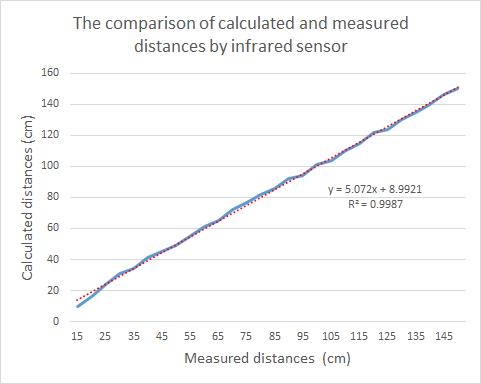 The comparison of calculated and measured
distances by infrared sensor
Calculated distances (cm)
160
140
120
100
80
60
40
20
0
y = 5.072x + 8.9921
R² = 0.9987
15 25 35 45 55 65 75 85 95 105 115 125 135 145
Measured distances (cm)